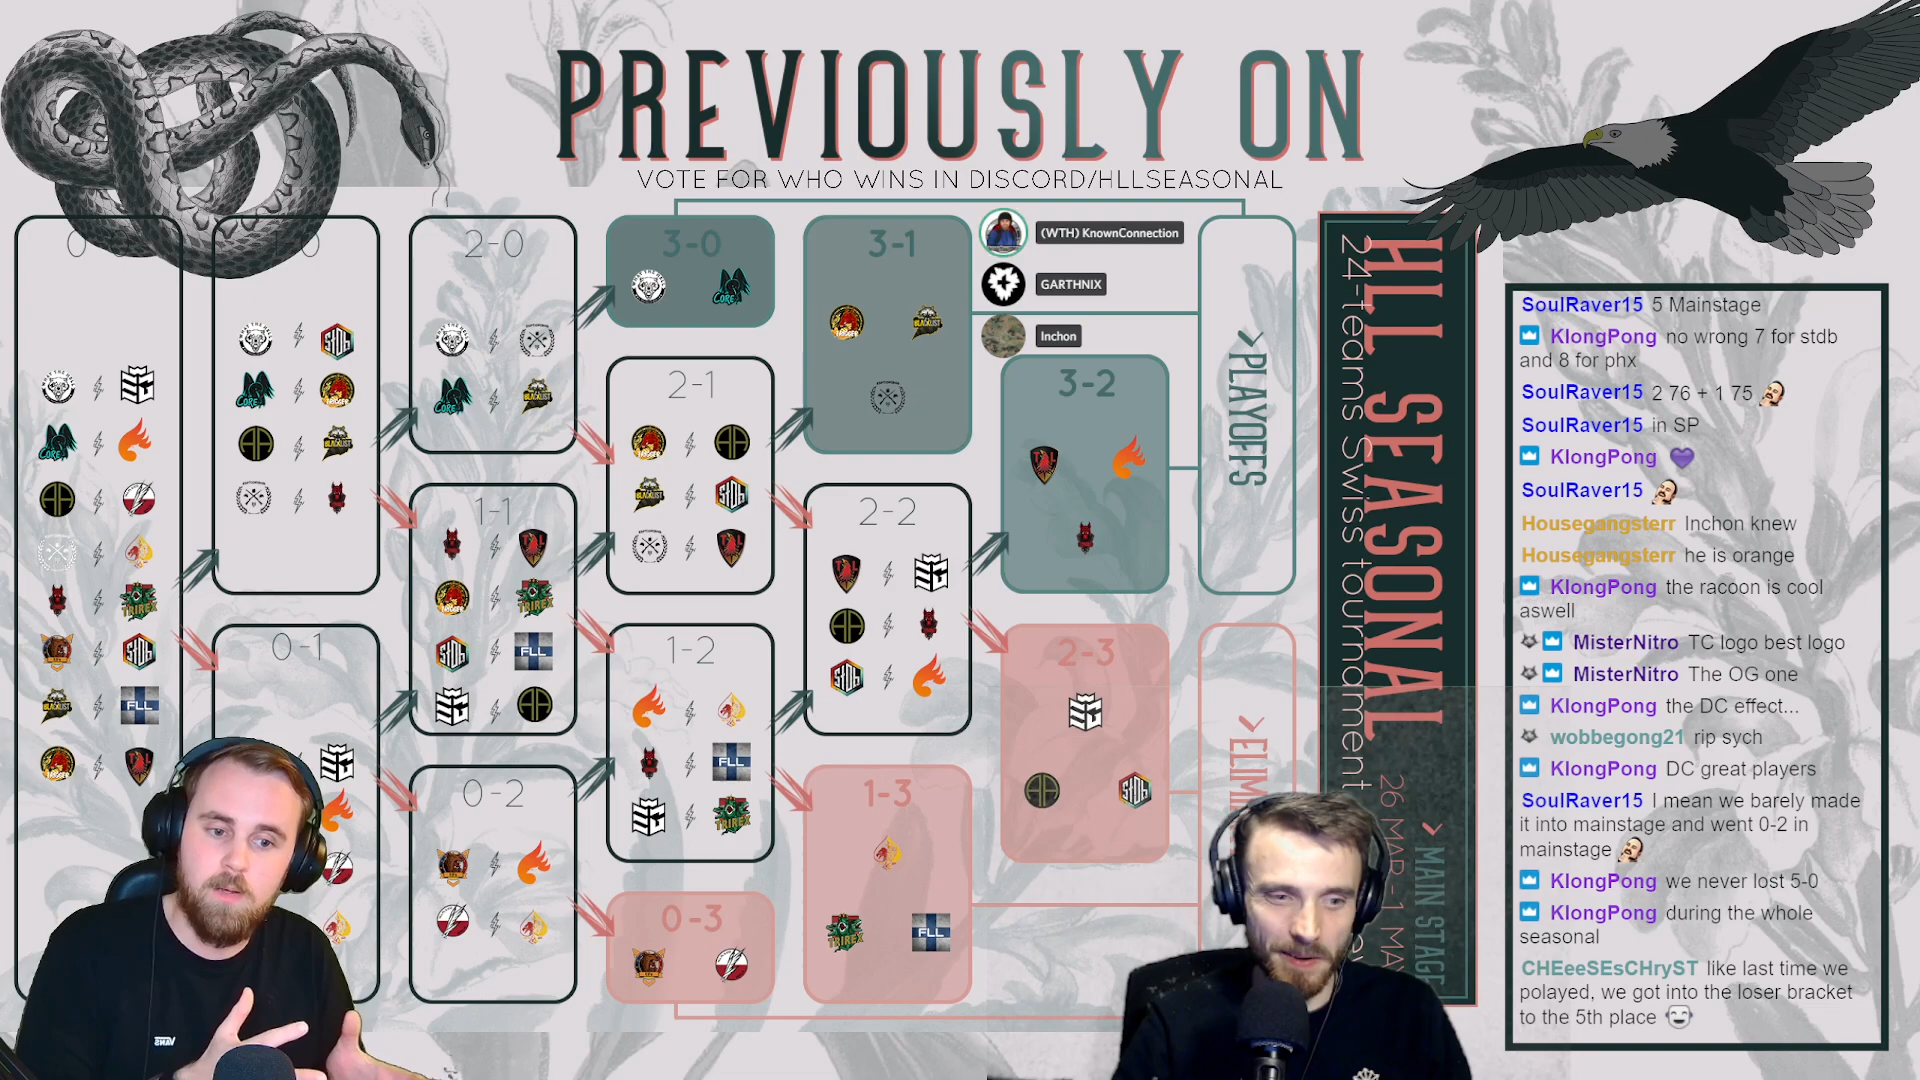 PREVIOUSLY ON
VOTE FOR WHO WINS IN DISCORD/HLLSEASONAL
2-0
3-0
3-1
2-1
3-2
1-1
2-2
0-1
1-2
2-3
0-2
1-3
0-3
(WTH) KnownConnection
GARTHNIX
Inchon
PLAYOFFS
HLL SEASONAL
24-teams Swiss tournament
MAIN STAGE
CORE
TRIGGER
BLACKLIST
STDb
TRIREX
FLL
VANS
SoulRaver15 5 Mainstage
KlongPong no wrong 7 for stdb
and 8 for phx
SoulRaver15 2 76 + 1 75
SoulRaver15 in SP
KlongPong
SoulRaver15
Housegangsterr Inchon knew
Housegangsterr he is orange
KlongPong the racoon is cool
aswell
MisterNitro TC logo best logo
MisterNitro The OG one
KlongPong the DC effect...
wobbegong21 rip sych
KlongPong DC great players
SoulRaver15 I mean we barely made
it into mainstage and went 0-2 in
mainstage
KlongPong we never lost 5-0
KlongPong during the whole
seasonal
CHEeeSEsCHryST like last time we
polayed, we got into the loser bracket
to the 5th place